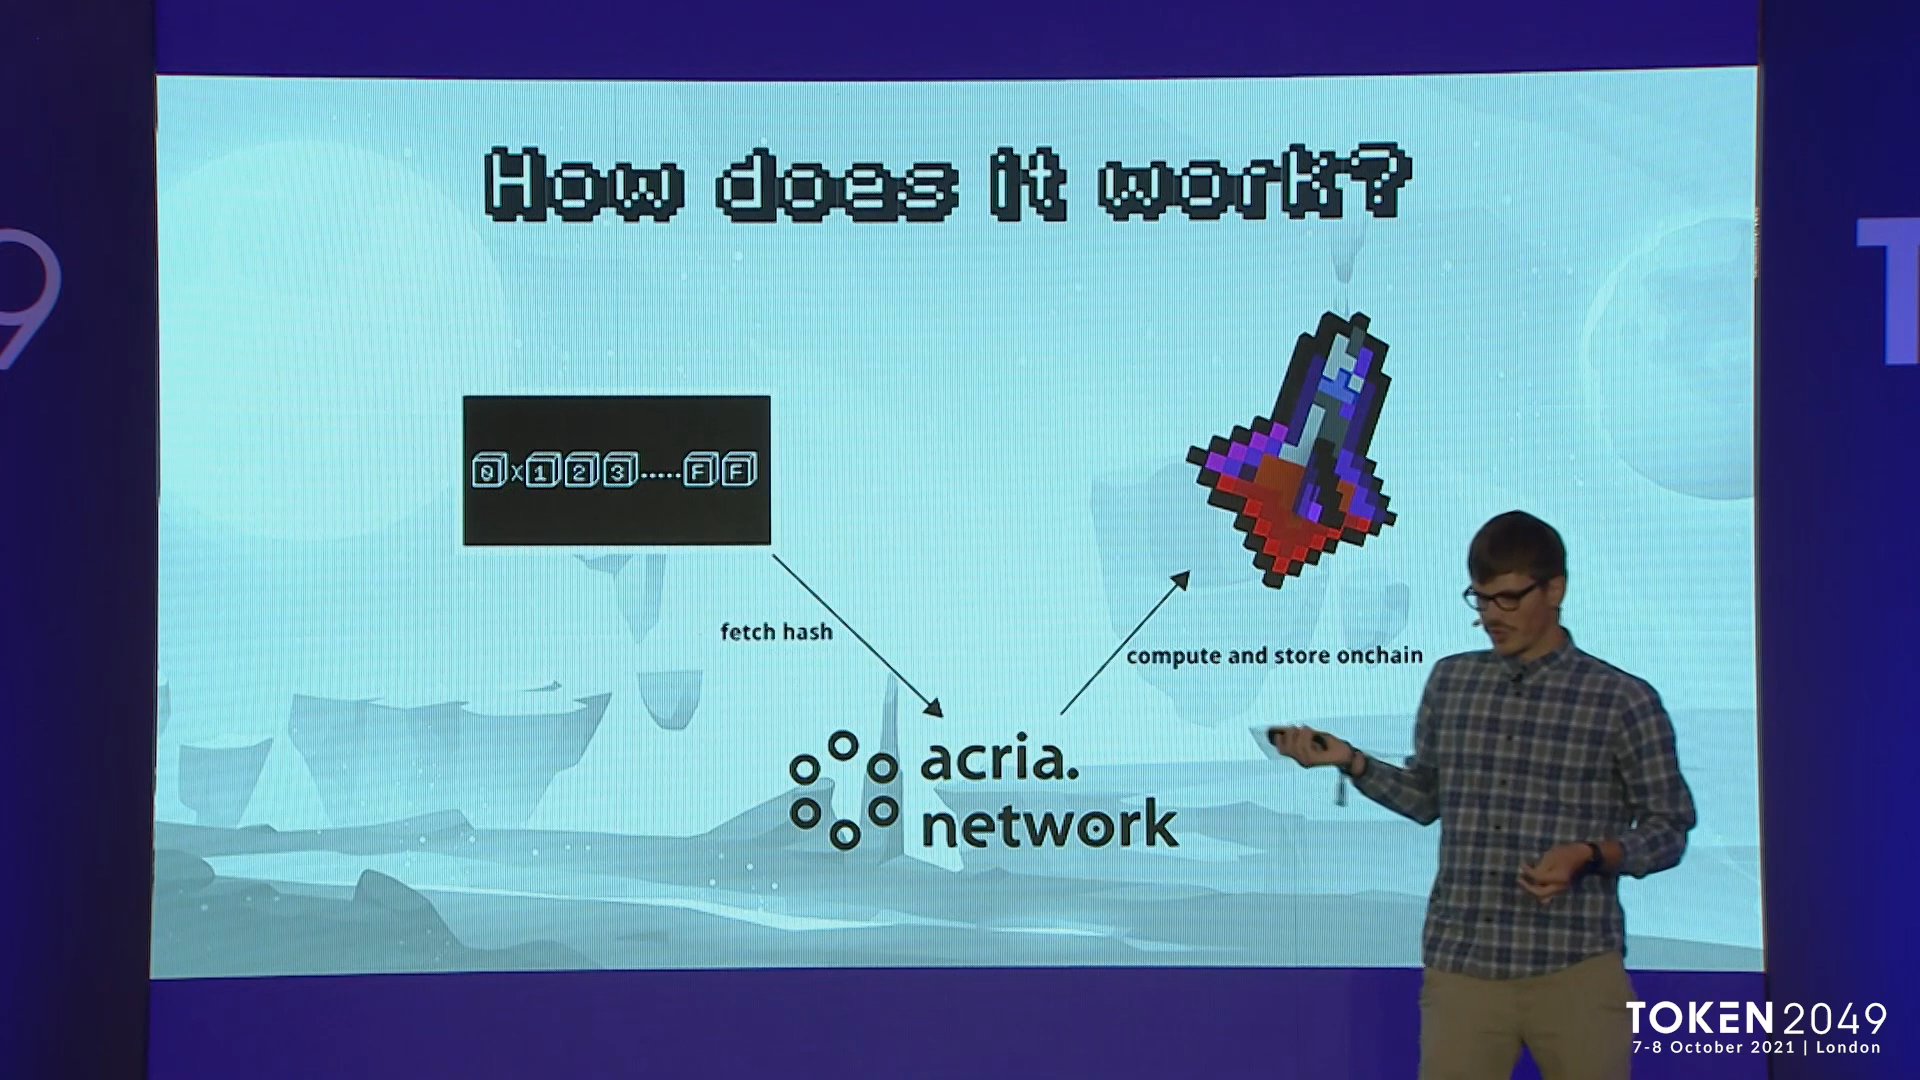 How does it work?
9
T
0x123.....FF
fetch hash
compute and store onchain
acria.
network
TOKEN2049
7-8 October 2021 | London